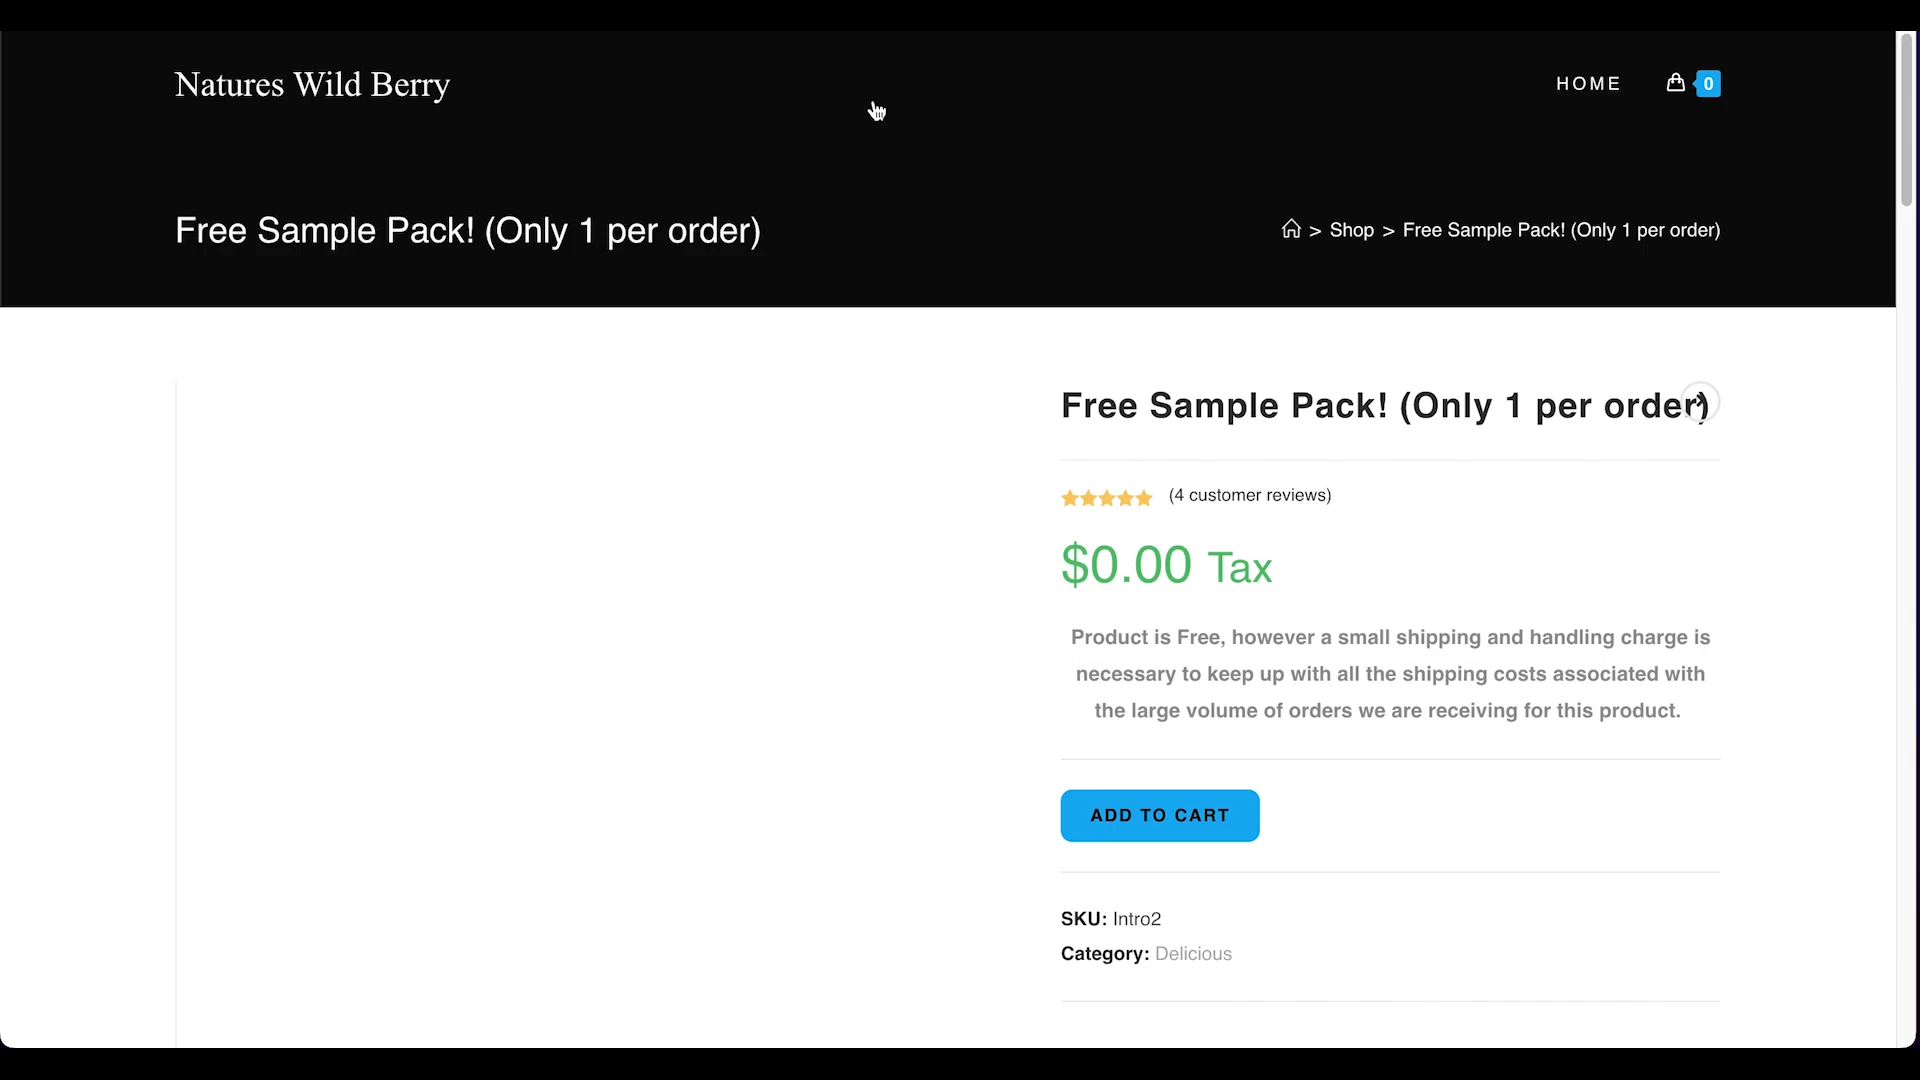 Natures Wild Berry
HOME
0
Free Sample Pack! (Only 1 per order)
> Shop > Free Sample Pack! (Only 1 per order)
Free Sample Pack! (Only 1 per order)
(4 customer reviews)
$0.00 Tax
Product is Free, however a small shipping and handling charge is
necessary to keep up with all the shipping costs associated with
the large volume of orders we are receiving for this product.
ADD TO CART
SKU: Intro2
Category: Delicious